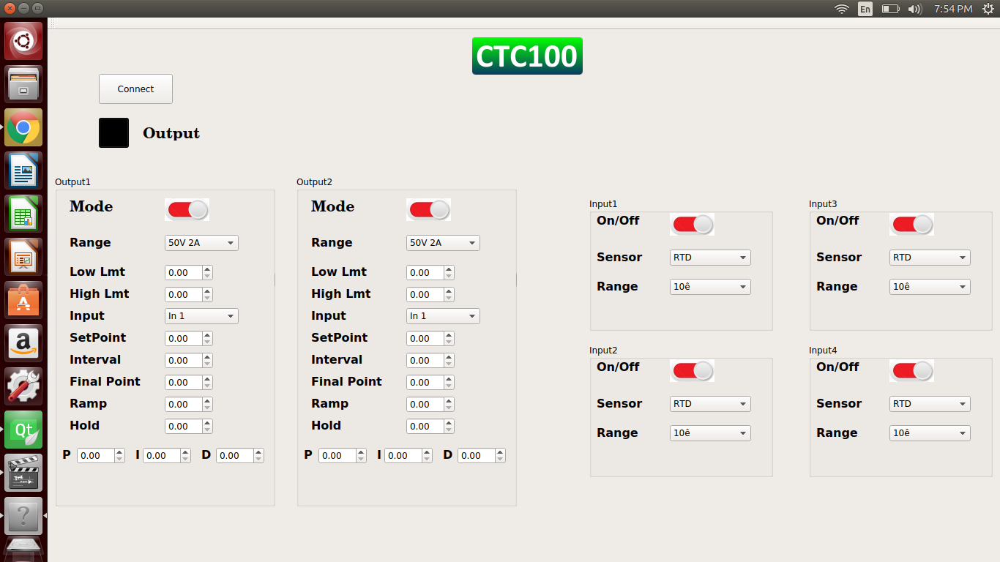 En 7:54 PM
CTC100
Connect
Output
Output1
Mode
Range 50V 2A
Low Lmt 0.00
High Lmt 0.00
Input In 1
SetPoint 0.00
Interval 0.00
Final Point 0.00
Ramp 0.00
Hold 0.00
P 0.00 I 0.00 D 0.00
Output2
Mode
Range 50V 2A
Low Lmt 0.00
High Lmt 0.00
Input In 1
SetPoint 0.00
Interval 0.00
Final Point 0.00
Ramp 0.00
Hold 0.00
P 0.00 I 0.00 D 0.00
Input1
On/Off
Sensor RTD
Range 10ê
Input3
On/Off
Sensor RTD
Range 10ê
Input2
On/Off
Sensor RTD
Range 10ê
Input4
On/Off
Sensor RTD
Range 10ê
A
a
Qt
?